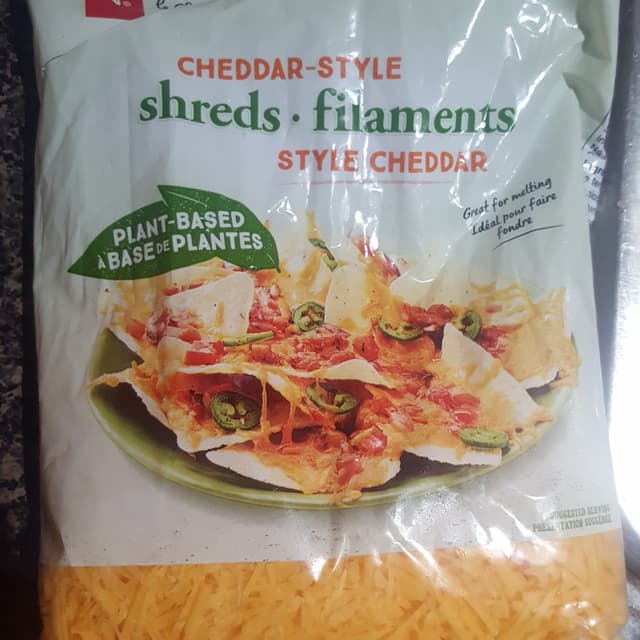 CHEDDAR-STYLE
shreds · filaments
STYLE CHEDDAR
Great for melting
Idéal pour faire
fondre
PLANT-BASED
À BASE DE PLANTES
SUGGESTED SERVING
PRÉSENTATION SUGGÉRÉE